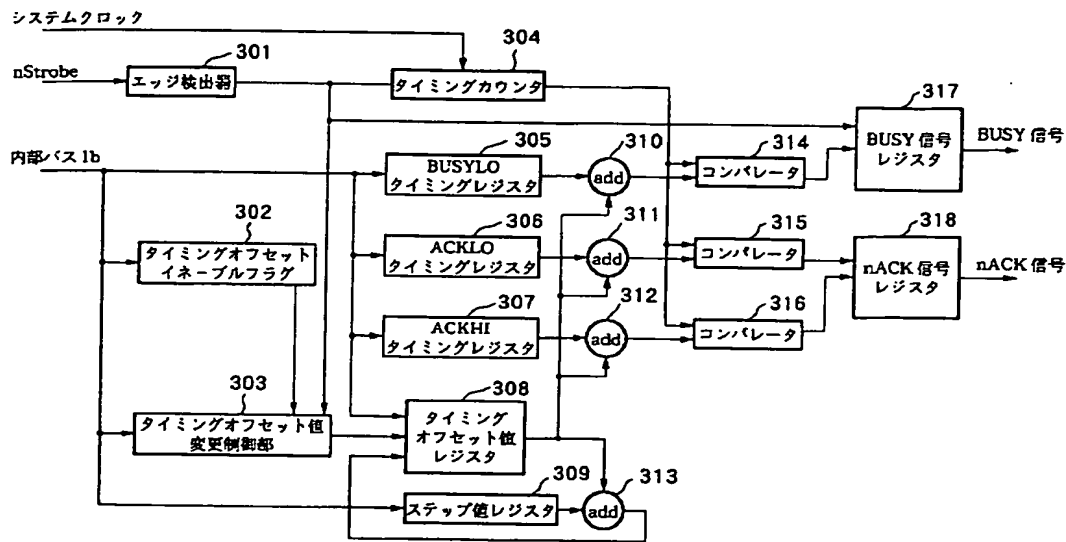 システムクロック
304
301
nStrobe
エッジ検出器
タイミングカウンタ
317
内部バス1b
305
310
314
BUSY 信号
レジスタ
BUSY 信号
BUSYLO
タイミングレジスタ
add
コンパレータ
302
306
311
315
318
タイミングオフセット
イネーブルフラグ
ACKLO
タイミングレジスタ
add
コンパレータ
nACK 信号
レジスタ
nACK 信号
307
312
316
ACKHI
タイミングレジスタ
add
コンパレータ
303
308
タイミングオフセット値
変更制御部
タイミング
オフセット値
レジスタ
309
313
ステップ値レジスタ
add